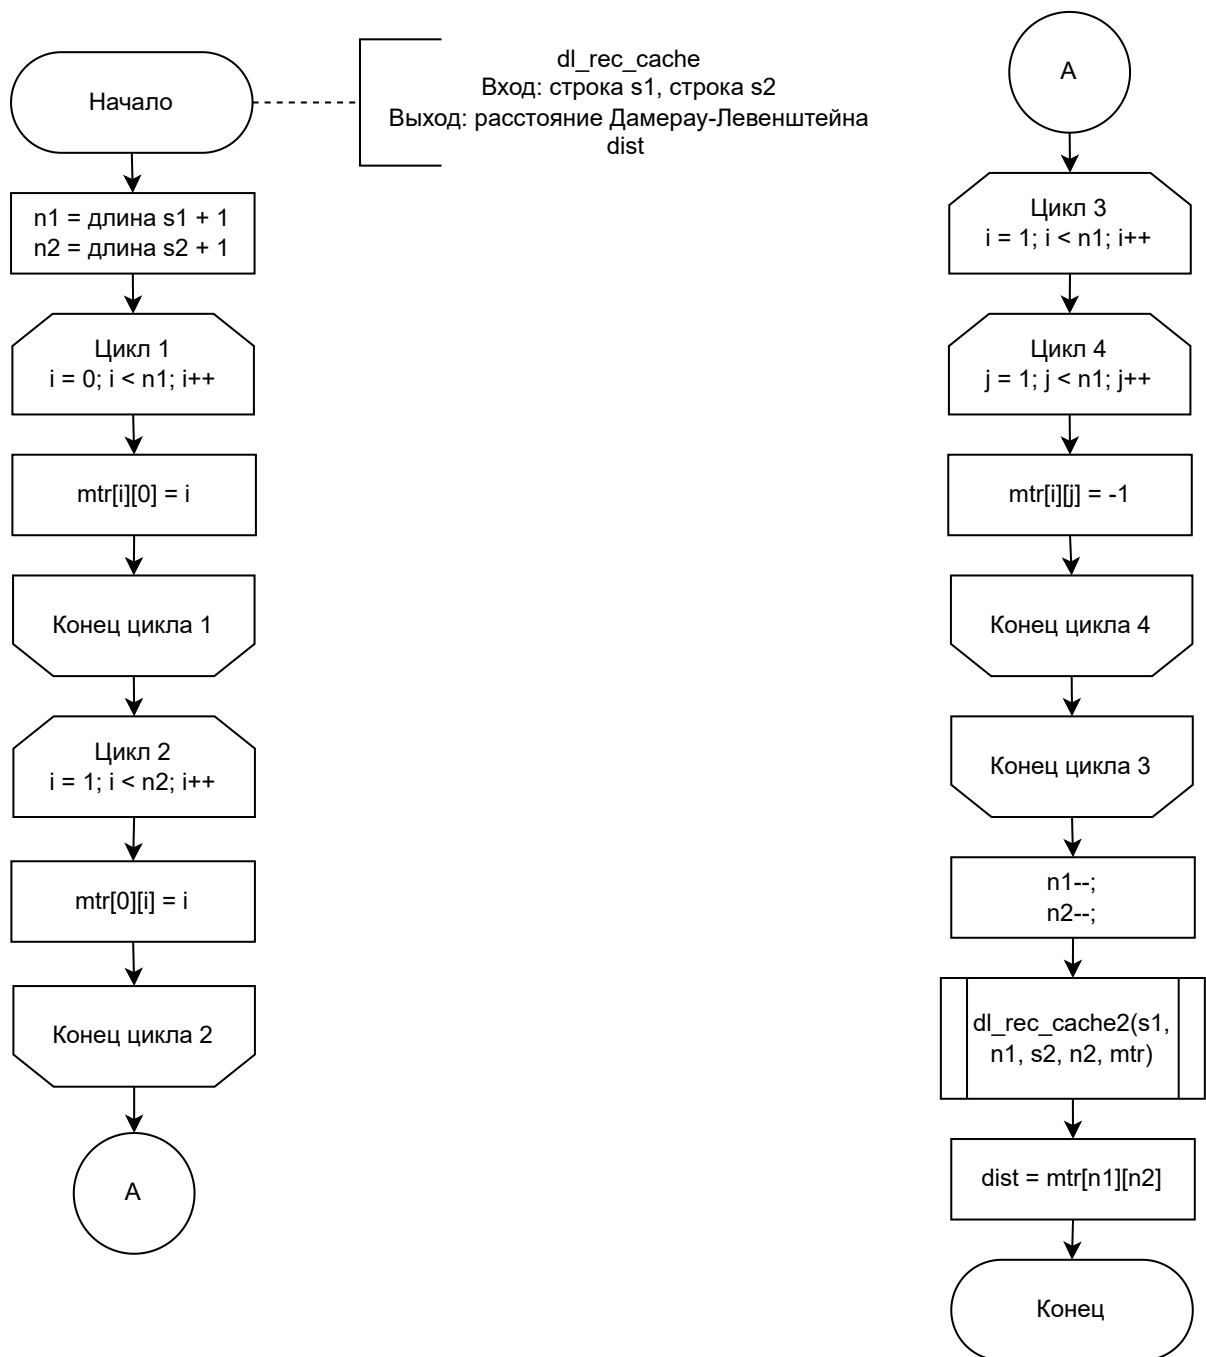 Начало
dl_rec_cache
Вход: строка s1, строка s2
Выход: расстояние Дамерау-Левенштейна
dist
n1 = длина s1 + 1
n2 = длина s2 + 1
Цикл 1
i = 0; i < n1; i++
mtr[i][0] = i
Конец цикла 1
Цикл 2
i = 1; i < n2; i++
mtr[0][i] = i
Конец цикла 2
A
A
Цикл 3
i = 1; i < n1; i++
Цикл 4
j = 1; j < n1; j++
mtr[i][j] = -1
Конец цикла 4
Конец цикла 3
n1--;
n2--;
dl_rec_cache2(s1,
n1, s2, n2, mtr)
dist = mtr[n1][n2]
Конец